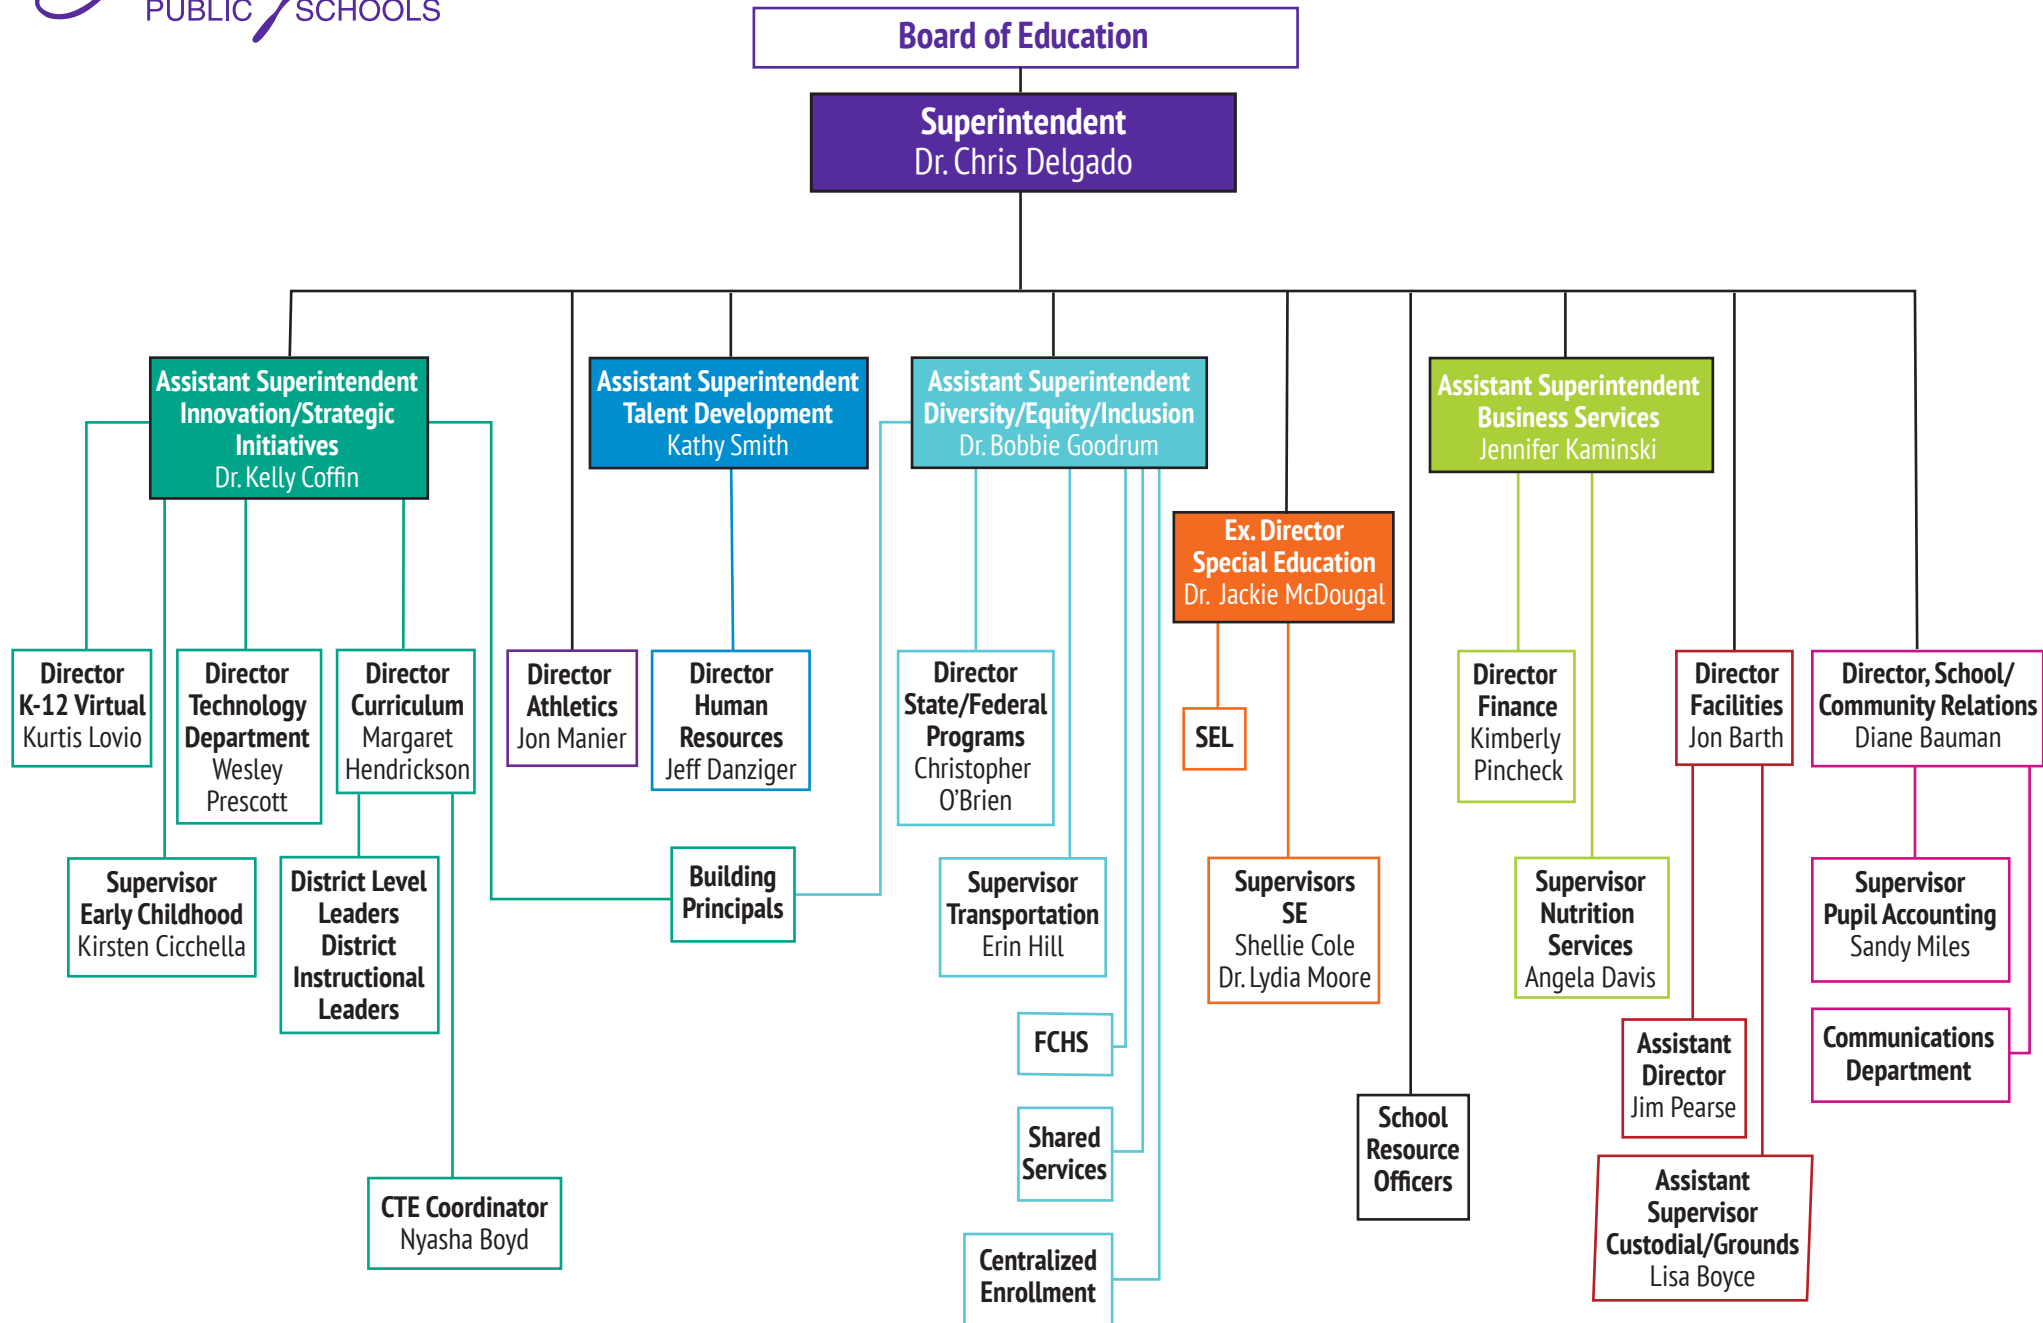 PUBLIC SCHOOLS
Board of Education
Superintendent
Dr. Chris Delgado
Assistant Superintendent
Innovation/Strategic
Initiatives
Dr. Kelly Coffin
Assistant Superintendent
Talent Development
Kathy Smith
Assistant Superintendent
Diversity/Equity/Inclusion
Dr. Bobbie Goodrum
Assistant Superintendent
Business Services
Jennifer Kaminski
Ex. Director
Special Education
Dr. Jackie McDougal
Director
K-12 Virtual
Kurtis Lovio
Director
Technology
Department
Wesley
Prescott
Director
Curriculum
Margaret
Hendrickson
Director
Athletics
Jon Manier
Director
Human
Resources
Jeff Danziger
Director
State/Federal
Programs
Christopher
O'Brien
SEL
Director
Finance
Kimberly
Pincheck
Director
Facilities
Jon Barth
Director, School/
Community Relations
Diane Bauman
Supervisor
Early Childhood
Kirsten Cicchella
District Level
Leaders
District
Instructional
Leaders
Building
Principals
Supervisor
Transportation
Erin Hill
Supervisors
SE
Shellie Cole
Dr. Lydia Moore
Supervisor
Nutrition
Services
Angela Davis
Supervisor
Pupil Accounting
Sandy Miles
FCHS
Assistant
Director
Jim Pearse
Communications
Department
Shared
Services
School
Resource
Officers
CTE Coordinator
Nyasha Boyd
Assistant
Supervisor
Custodial/Grounds
Lisa Boyce
Centralized
Enrollment